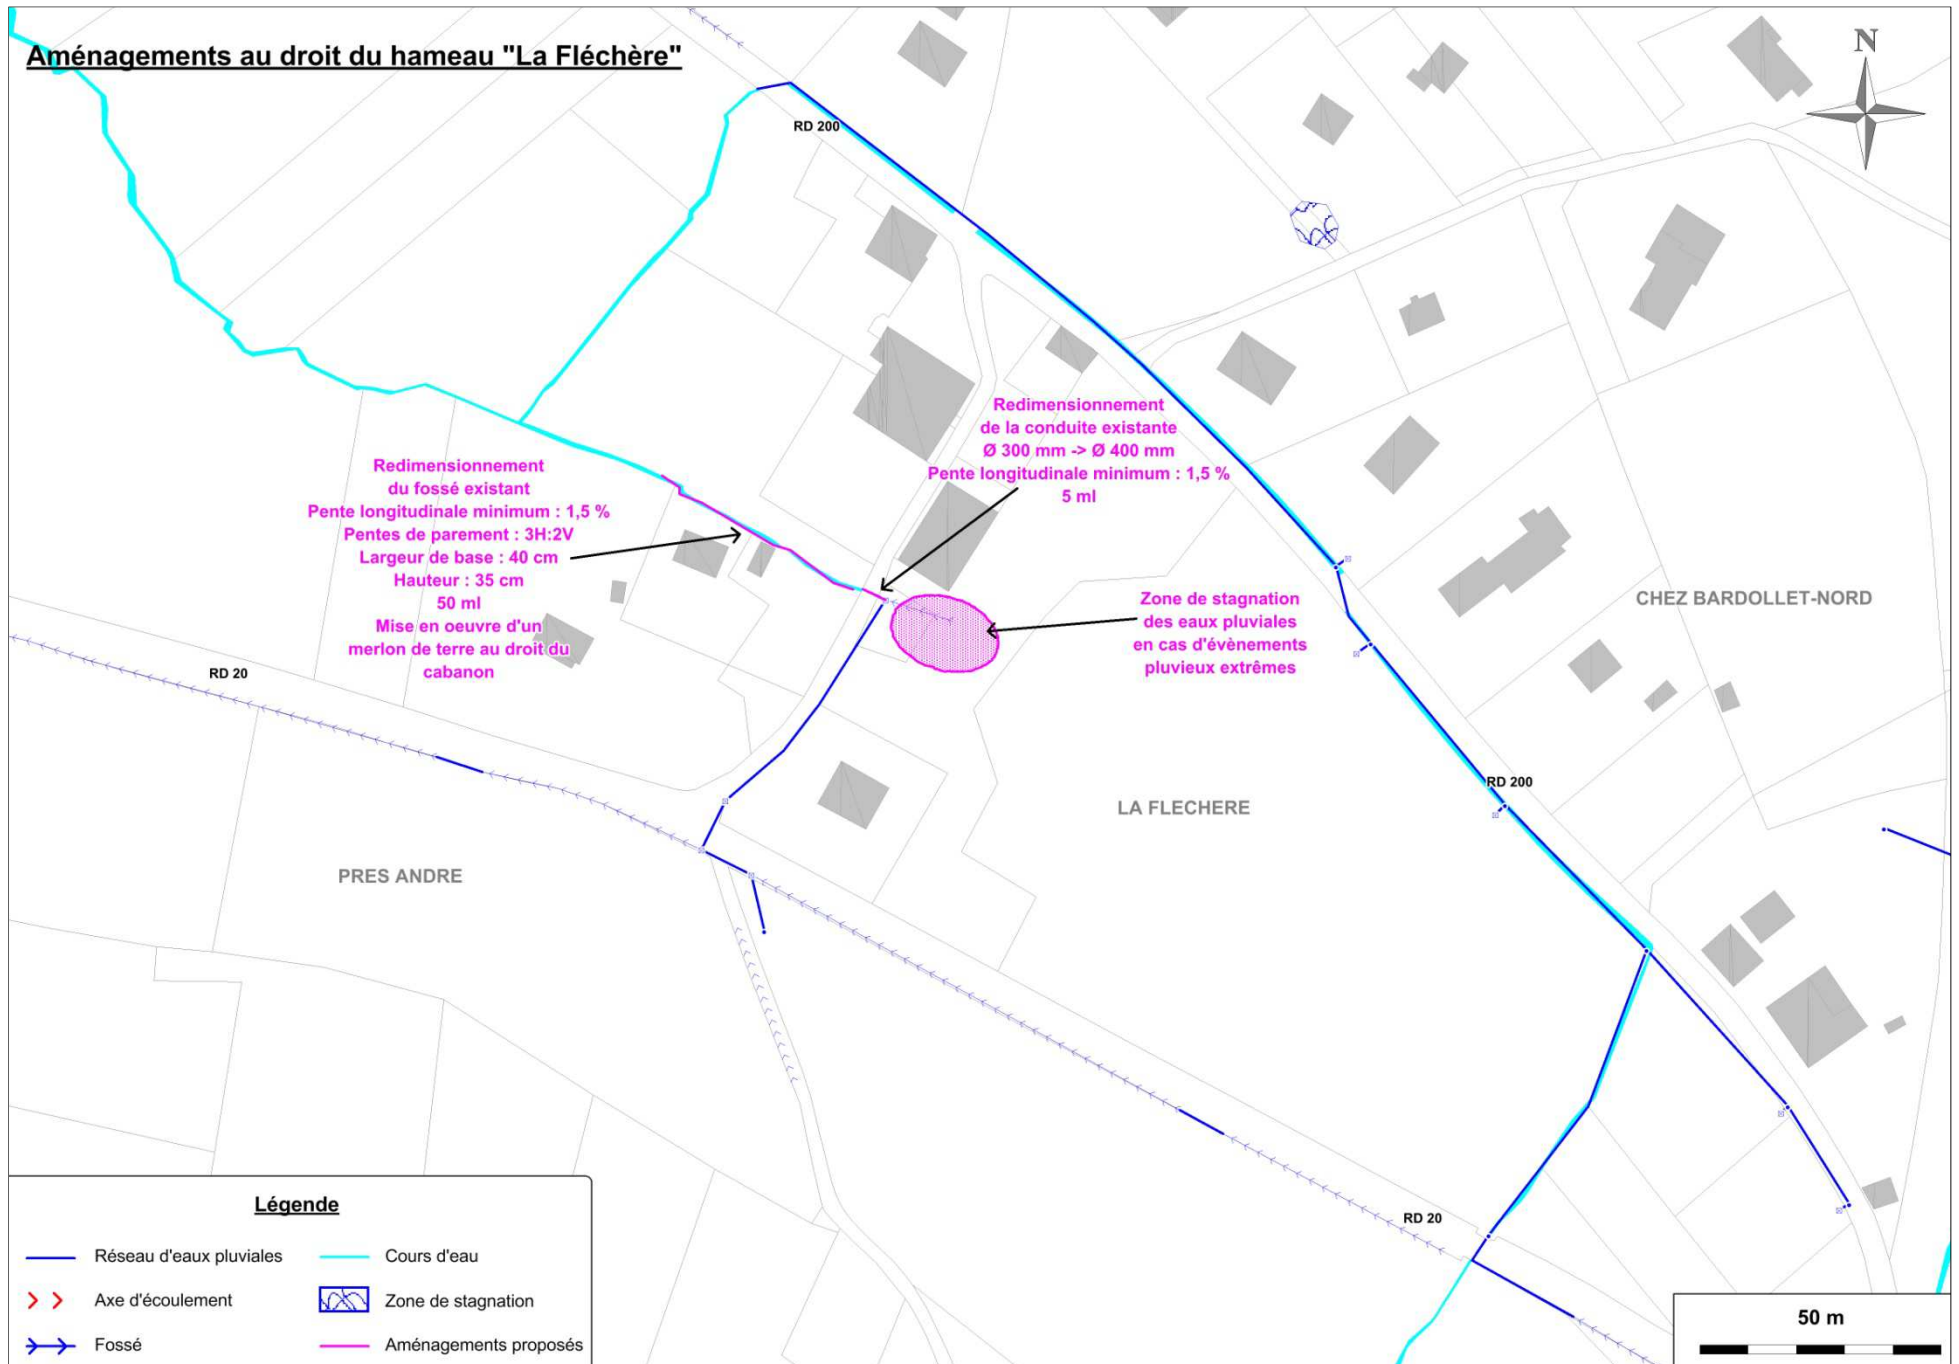 Aménagements au droit du hameau "La Fléchère"
N
RD 200
Redimensionnement
de la conduite existante
Ø 300 mm -> Ø 400 mm
Pente longitudinale minimum : 1,5 %
5 ml
Redimensionnement
du fossé existant
Pente longitudinale minimum : 1,5 %
Pentes de parement : 3H:2V
Largeur de base : 40 cm
Hauteur : 35 cm
50 ml
Mise en oeuvre d'un
merlon de terre au droit du
cabanon
Zone de stagnation
des eaux pluviales
en cas d'évènements
pluvieux extrêmes
CHEZ BARDOLLET-NORD
RD 20
RD 200
LA FLECHERE
PRES ANDRE
RD 20
Légende
Réseau d'eaux pluviales
Cours d'eau
Axe d'écoulement
Zone de stagnation
Fossé
Aménagements proposés
50 m